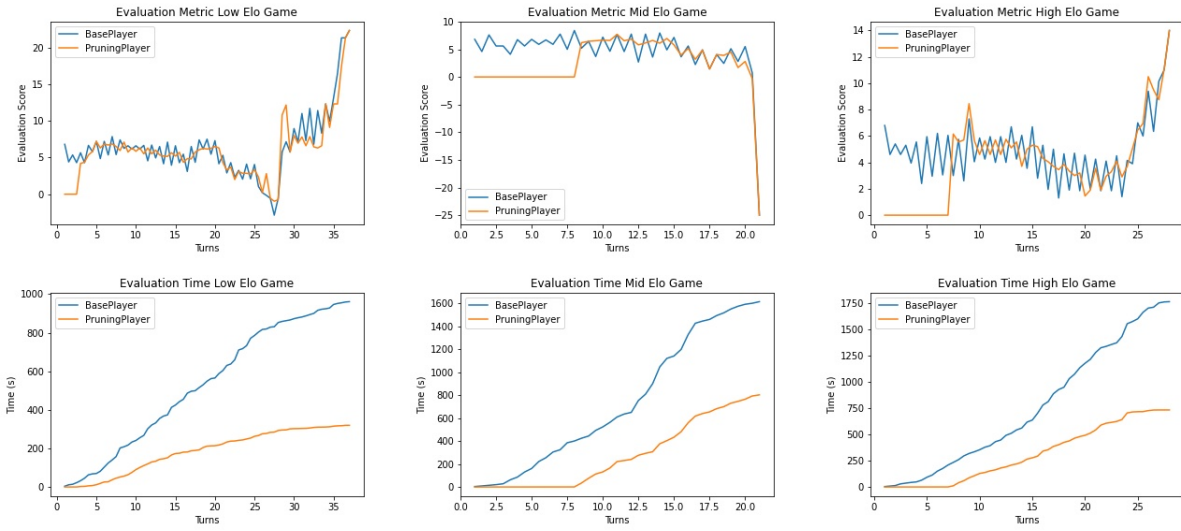 Evaluation Metric Low Elo Game
BasePlayer
PruningPlayer
Evaluation Score
20
15
10
5
0
0 5 10 15 20 25 30 35
Turns
Evaluation Metric Mid Elo Game
BasePlayer
PruningPlayer
Evaluation Score
10
5
0
−5
−10
−15
−20
−25
0.0 2.5 5.0 7.5 10.0 12.5 15.0 17.5 20.0
Turns
Evaluation Metric High Elo Game
BasePlayer
PruningPlayer
Evaluation Score
14
12
10
8
6
4
2
0
0 5 10 15 20 25
Turns
Evaluation Time Low Elo Game
BasePlayer
PruningPlayer
Time (s)
1000
800
600
400
200
0
0 5 10 15 20 25 30 35
Turns
Evaluation Time Mid Elo Game
BasePlayer
PruningPlayer
Time (s)
1600
1400
1200
1000
800
600
400
200
0
0.0 2.5 5.0 7.5 10.0 12.5 15.0 17.5 20.0
Turns
Evaluation Time High Elo Game
BasePlayer
PruningPlayer
Time (s)
1750
1500
1250
1000
750
500
250
0
0 5 10 15 20 25
Turns